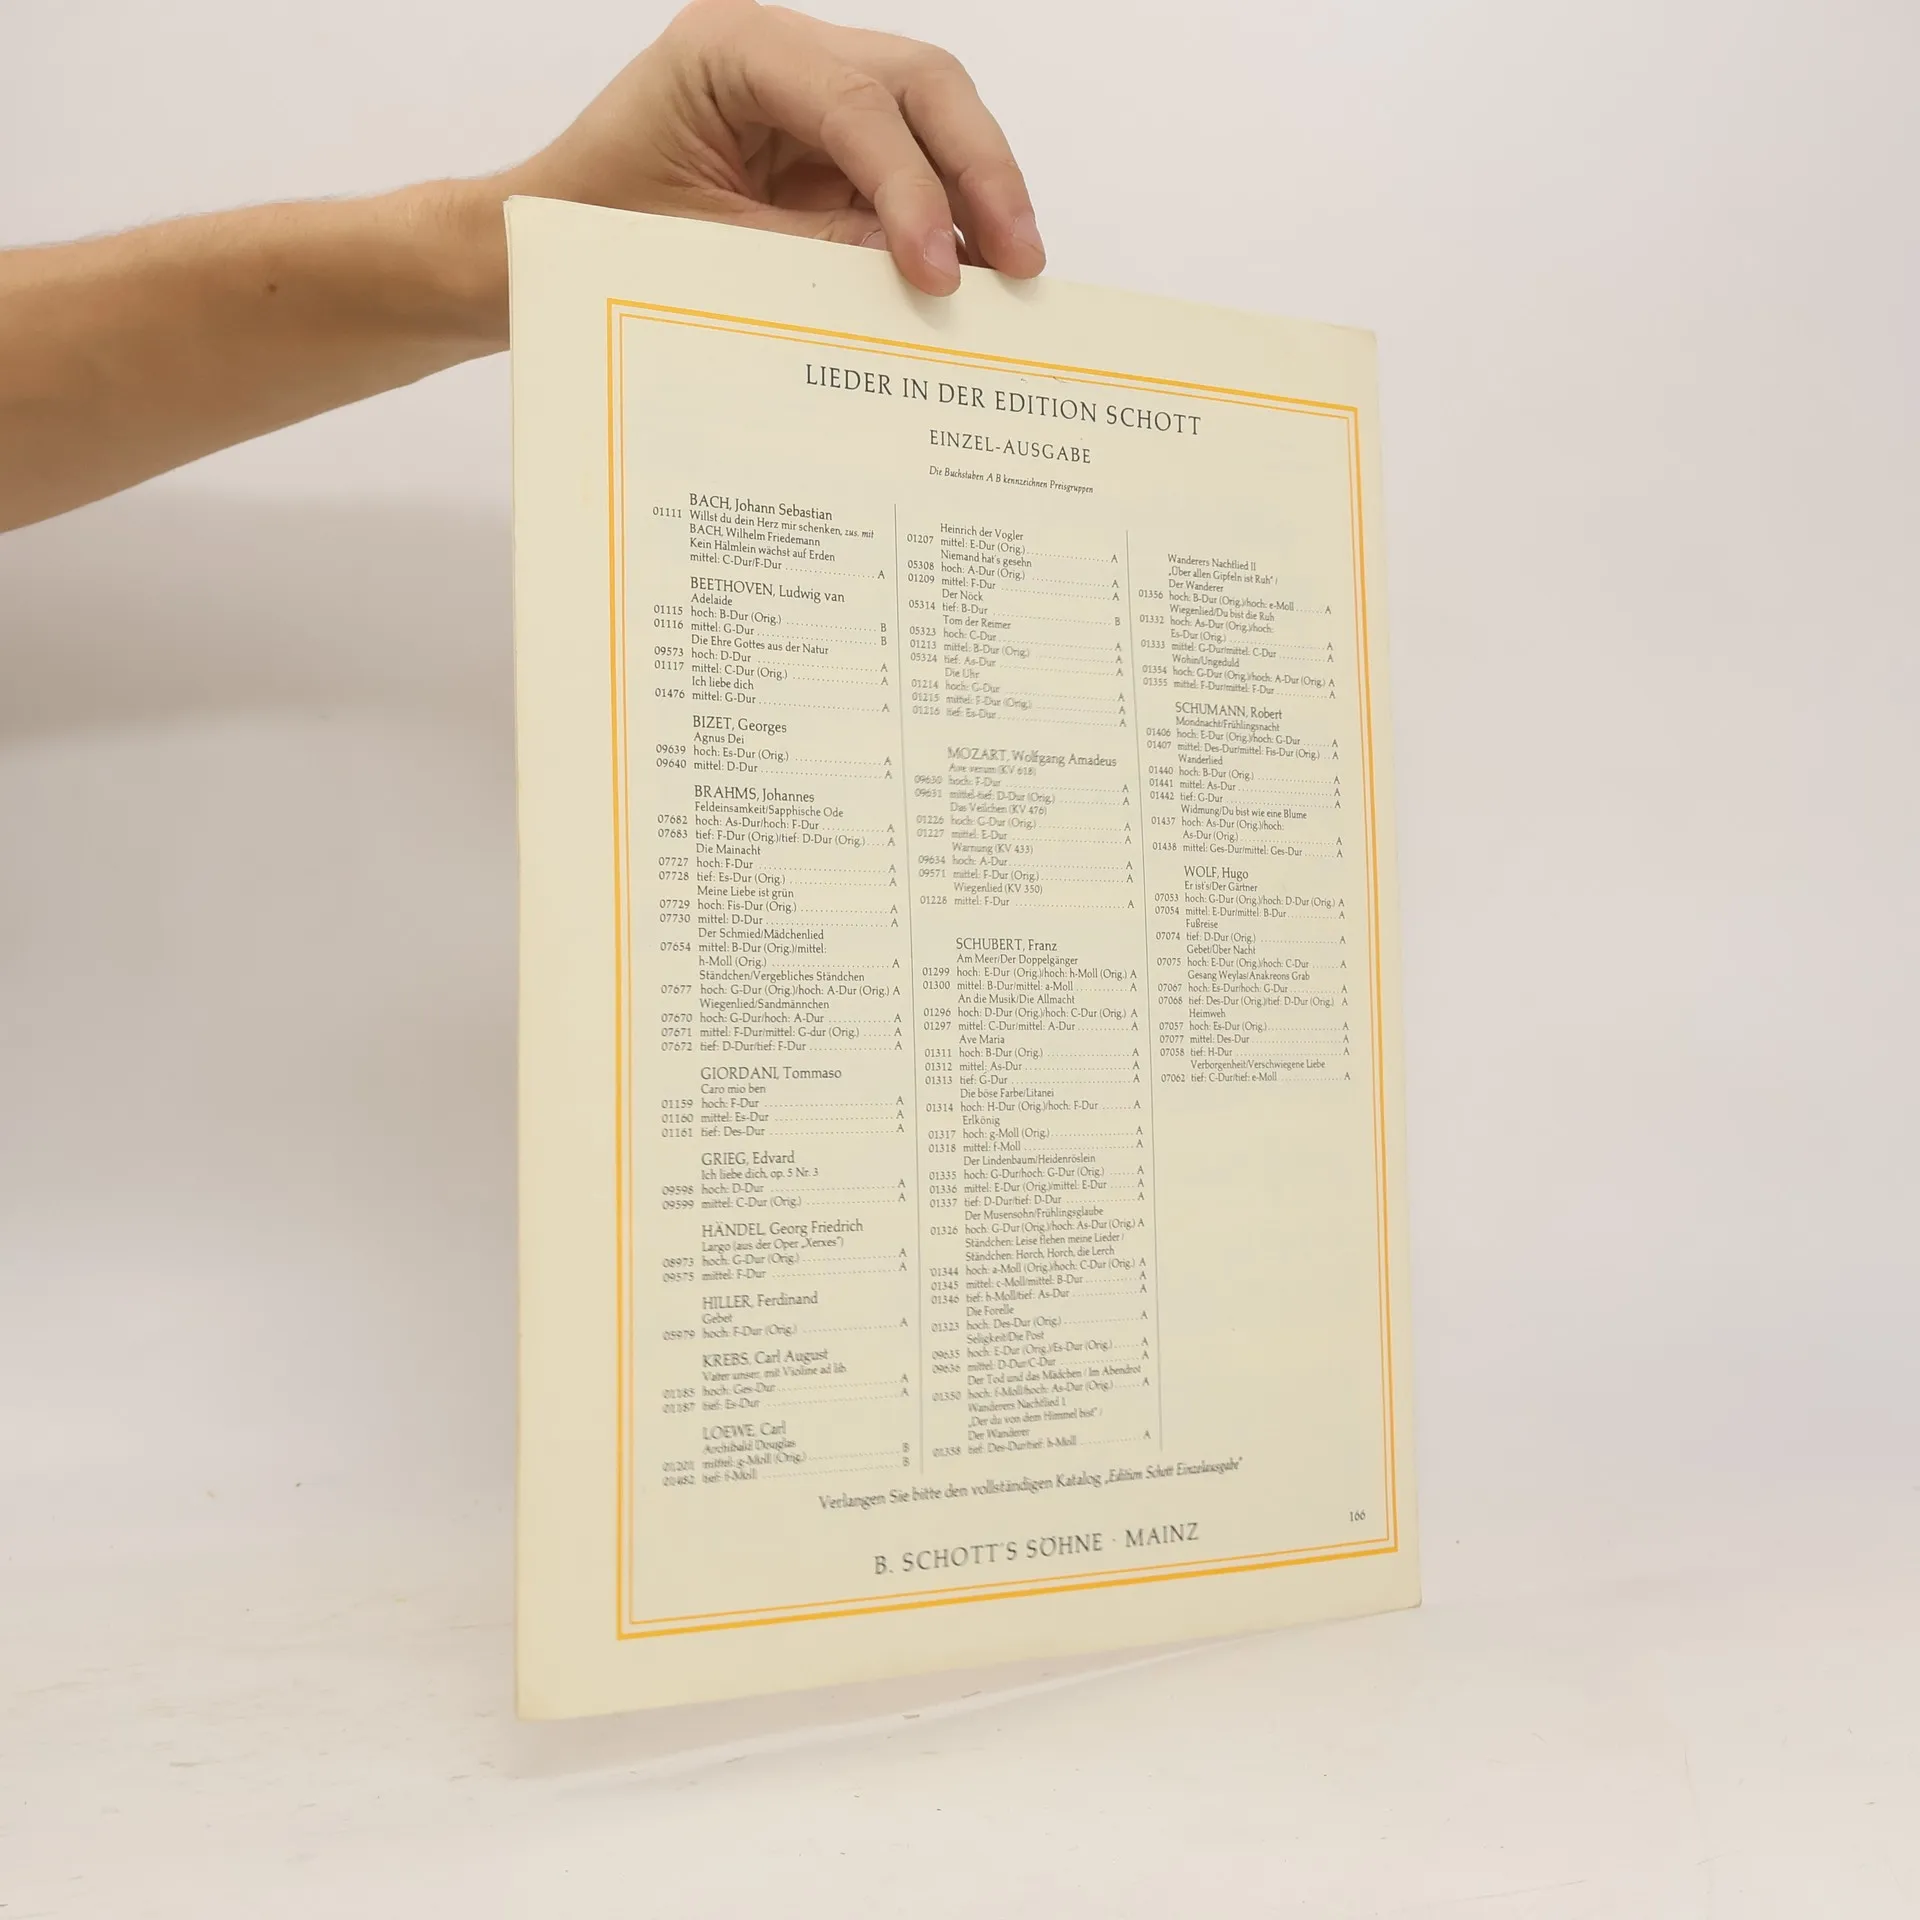 LIEDER IN DER EDITION SCHOTT
EINZEL-AUSGABE
Die Buchstaben A B kennzeichnen Preisgruppen
BACH, Johann Sebastian
01111 Willst du dein Herz mir schenken, zus. mit
BACH, Wilhelm Friedemann
Kein Hälmlein wächst auf Erden
mittel: C-Dur/F-Dur A
BEETHOVEN, Ludwig van
Adelaide
01115 hoch: B-Dur (Orig.) B
01116 mittel: G-Dur B
Die Ehre Gottes aus der Natur
09573 hoch: D-Dur A
01117 mittel: C-Dur (Orig.) A
Ich liebe dich
01476 mittel: G-Dur A
BIZET, Georges
Agnus Dei
09639 hoch: Es-Dur (Orig.) A
09640 mittel: D-Dur A
BRAHMS, Johannes
Feldeinsamkeit/Sapphische Ode
07682 hoch: As-Dur/hoch: F-Dur A
07683 tief: F-Dur (Orig.)/tief: D-Dur (Orig.) A
Die Mainacht
07727 hoch: F-Dur A
07728 tief: Es-Dur (Orig.) A
Meine Liebe ist grün
07729 hoch: Fis-Dur (Orig.) A
07730 mittel: D-Dur A
Der Schmied/Mädchenlied
07654 mittel: B-Dur (Orig.)/mittel:
h-Moll (Orig.) A
Ständchen/Vergebliches Ständchen
07677 hoch: G-Dur (Orig.)/hoch: A-Dur (Orig.) A
Wiegenlied/Sandmännchen
07670 hoch: G-Dur/hoch: A-Dur A
07671 mittel: F-Dur/mittel: G-dur (Orig.) A
07672 tief: D-Dur/tief: F-Dur A
GIORDANI, Tommaso
Caro mio ben
01159 hoch: F-Dur A
01160 mittel: Es-Dur A
01161 tief: Des-Dur A
GRIEG, Edvard
Ich liebe dich, op. 5 Nr. 3
09598 hoch: D-Dur A
09599 mittel: C-Dur (Orig.) A
HÄNDEL, Georg Friedrich
Largo (aus der Oper „Xerxes")
08973 hoch: G-Dur (Orig.) A
09575 mittel: F-Dur A
HILLER, Ferdinand
Gebet
05979 hoch: F-Dur (Orig.) A
KREBS, Carl August
Vater unser, mit Violine ad lib.
01185 hoch: Ges-Dur A
01187 tief: Es-Dur A
LOEWE, Carl
Archibald Douglas
01201 mittel: g-Moll (Orig.) B
01482 tief: f-Moll B
Heinrich der Vogler
01207 mittel: E-Dur (Orig.) A
Niemand hat's gesehn
05308 hoch: A-Dur (Orig.) A
01209 mittel: F-Dur A
Der Nöck
05314 tief: B-Dur B
Tom der Reimer
05323 hoch: C-Dur A
01213 mittel: B-Dur (Orig.) A
05324 tief: As-Dur A
Die Uhr
01214 hoch: G-Dur A
01215 mittel: F-Dur (Orig.) A
01216 tief: Es-Dur A
MOZART, Wolfgang Amadeus
Ave verum (KV 618)
09630 hoch: F-Dur A
09631 mittel-tief: D-Dur (Orig.) A
Das Veilchen (KV 476)
01226 hoch: G-Dur (Orig.) A
01227 mittel: E-Dur A
Warnung (KV 433)
09634 hoch: A-Dur A
09571 mittel: F-Dur (Orig.) A
Wiegenlied (KV 350)
01228 mittel: F-Dur A
SCHUBERT, Franz
Am Meer/Der Doppelgänger
01299 hoch: E-Dur (Orig.)/hoch: h-Moll (Orig.) A
01300 mittel: B-Dur/mittel: a-Moll A
An die Musik/Die Allmacht
01296 hoch: D-Dur (Orig.)/hoch: C-Dur (Orig.) A
01297 mittel: C-Dur/mittel: A-Dur A
Ave Maria
01311 hoch: B-Dur (Orig.) A
01312 mittel: As-Dur A
01313 tief: G-Dur A
Die böse Farbe/Litanei
01314 hoch: H-Dur (Orig.)/hoch: F-Dur A
Erlkönig
01317 hoch: g-Moll (Orig.) A
01318 mittel: f-Moll A
Der Lindenbaum/Heidenröslein
01335 hoch: G-Dur/hoch: G-Dur (Orig.) A
01336 mittel: E-Dur (Orig.)/mittel: E-Dur A
01337 tief: D-Dur/tief: D-Dur A
Der Musensohn/Frühlingsglaube
01326 hoch: G-Dur (Orig.)/hoch: As-Dur (Orig.) A
Ständchen: Leise flehen meine Lieder /
Ständchen: Horch, Horch, die Lerch
01344 hoch: a-Moll (Orig.)/hoch: C-Dur (Orig.) A
01345 mittel: c-Moll/mittel: B-Dur A
01346 tief: h-Moll/tief: As-Dur A
Die Forelle
01323 hoch: Des-Dur (Orig.) A
Seligkeit/Die Post
09635 hoch: E-Dur (Orig.)/Es-Dur (Orig.) A
09636 mittel: D-Dur/C-Dur A
Der Tod und das Mädchen / Im Abendrot
01350 hoch: f-Moll/hoch: As-Dur (Orig.) A
Wanderers Nachtlied I
„Der du von dem Himmel bist" /
Der Wanderer
01358 tief: Des-Dur/tief: h-Moll A
Wanderers Nachtlied II
„Über allen Gipfeln ist Ruh" /
Der Wanderer
01356 hoch: B-Dur (Orig.)/hoch: e-Moll A
Wiegenlied/Du bist die Ruh
01332 hoch: As-Dur (Orig.)/hoch:
Es-Dur (Orig.) A
01333 mittel: G-Dur/mittel: C-Dur A
Wohin/Ungeduld
01354 hoch: G-Dur (Orig.)/hoch: A-Dur (Orig.) A
01355 mittel: F-Dur/mittel: F-Dur A
SCHUMANN, Robert
Mondnacht/Frühlingsnacht
01406 hoch: E-Dur (Orig.)/hoch: G-Dur A
01407 mittel: Des-Dur/mittel: Fis-Dur (Orig.) A
Wanderlied
01440 hoch: B-Dur (Orig.) A
01441 mittel: As-Dur A
01442 tief: G-Dur A
Widmung/Du bist wie eine Blume
01437 hoch: As-Dur (Orig.)/hoch:
As-Dur (Orig.) A
01438 mittel: Ges-Dur/mittel: Ges-Dur A
WOLF, Hugo
Er ist's/Der Gärtner
07053 hoch: G-Dur (Orig.)/hoch: D-Dur (Orig.) A
07054 mittel: E-Dur/mittel: B-Dur A
Fußreise
07074 tief: D-Dur (Orig.) A
Gebet/Über Nacht
07075 hoch: E-Dur (Orig.)/hoch: C-Dur A
Gesang Weylas/Anakreons Grab
07067 hoch: Es-Dur/hoch: G-Dur A
07068 tief: Des-Dur (Orig.)/tief: D-Dur (Orig.) A
Heimweh
07057 hoch: Es-Dur (Orig.) A
07077 mittel: Des-Dur A
07058 tief: H-Dur A
Verborgenheit/Verschwiegene Liebe
07062 tief: C-Dur/tief: e-Moll A
Verlangen Sie bitte den vollständigen Katalog „Edition Schott Einzelausgabe"
166
B. SCHOTT'S SÖHNE · MAINZ